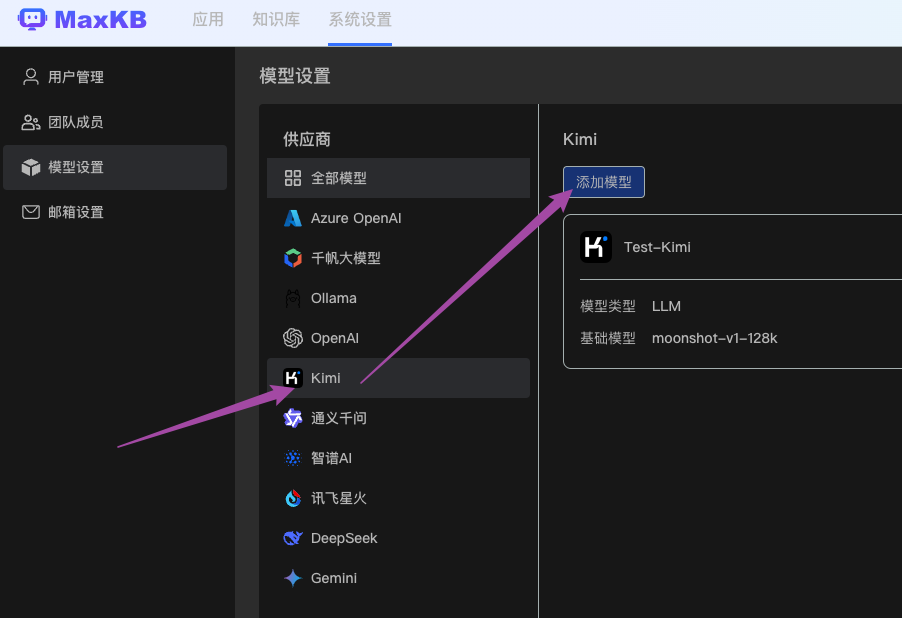 MaxKB
应用 知识库 系统设置
用户管理
团队成员
模型设置
邮箱设置
模型设置
供应商
全部模型
Azure OpenAI
千帆大模型
Ollama
OpenAI
Kimi
通义千问
智谱AI
讯飞星火
DeepSeek
Gemini
Kimi
添加模型
Test-Kimi
模型类型 LLM
基础模型 moonshot-v1-128k